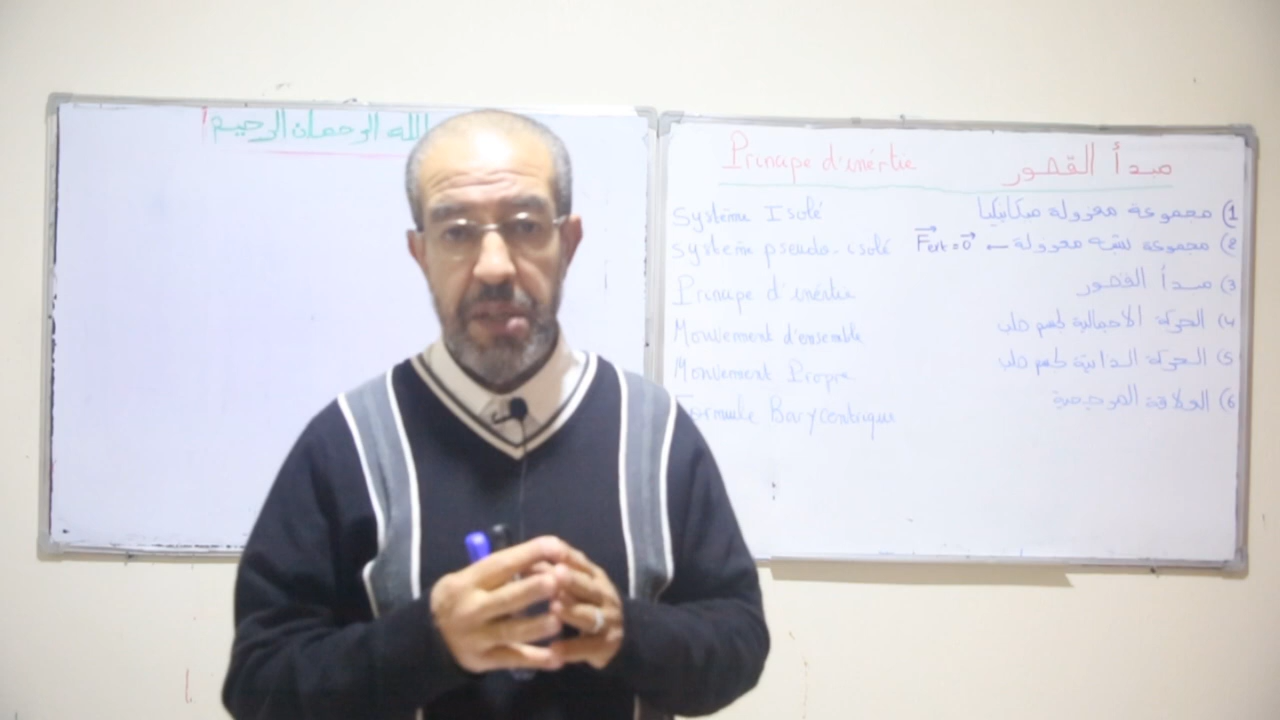 الله الرحمان الرحيم
Principe d'inértie مبدأ القصور
Système Isolé 1) مجموعة معزولة ميكانيكيا
système pseudo-isolé 2) مجموعة شبه معزولة ← F⃗ext = 0⃗
Principe d'inértie 3) مبدأ القصور
Mouvement d'ensemble 4) الحركة الاجمالية لجسم صلب
Mouvement Propre 5) الحركة الذاتية لجسم صلب
Formule Barycentrique 6) العلاقة المرجحية